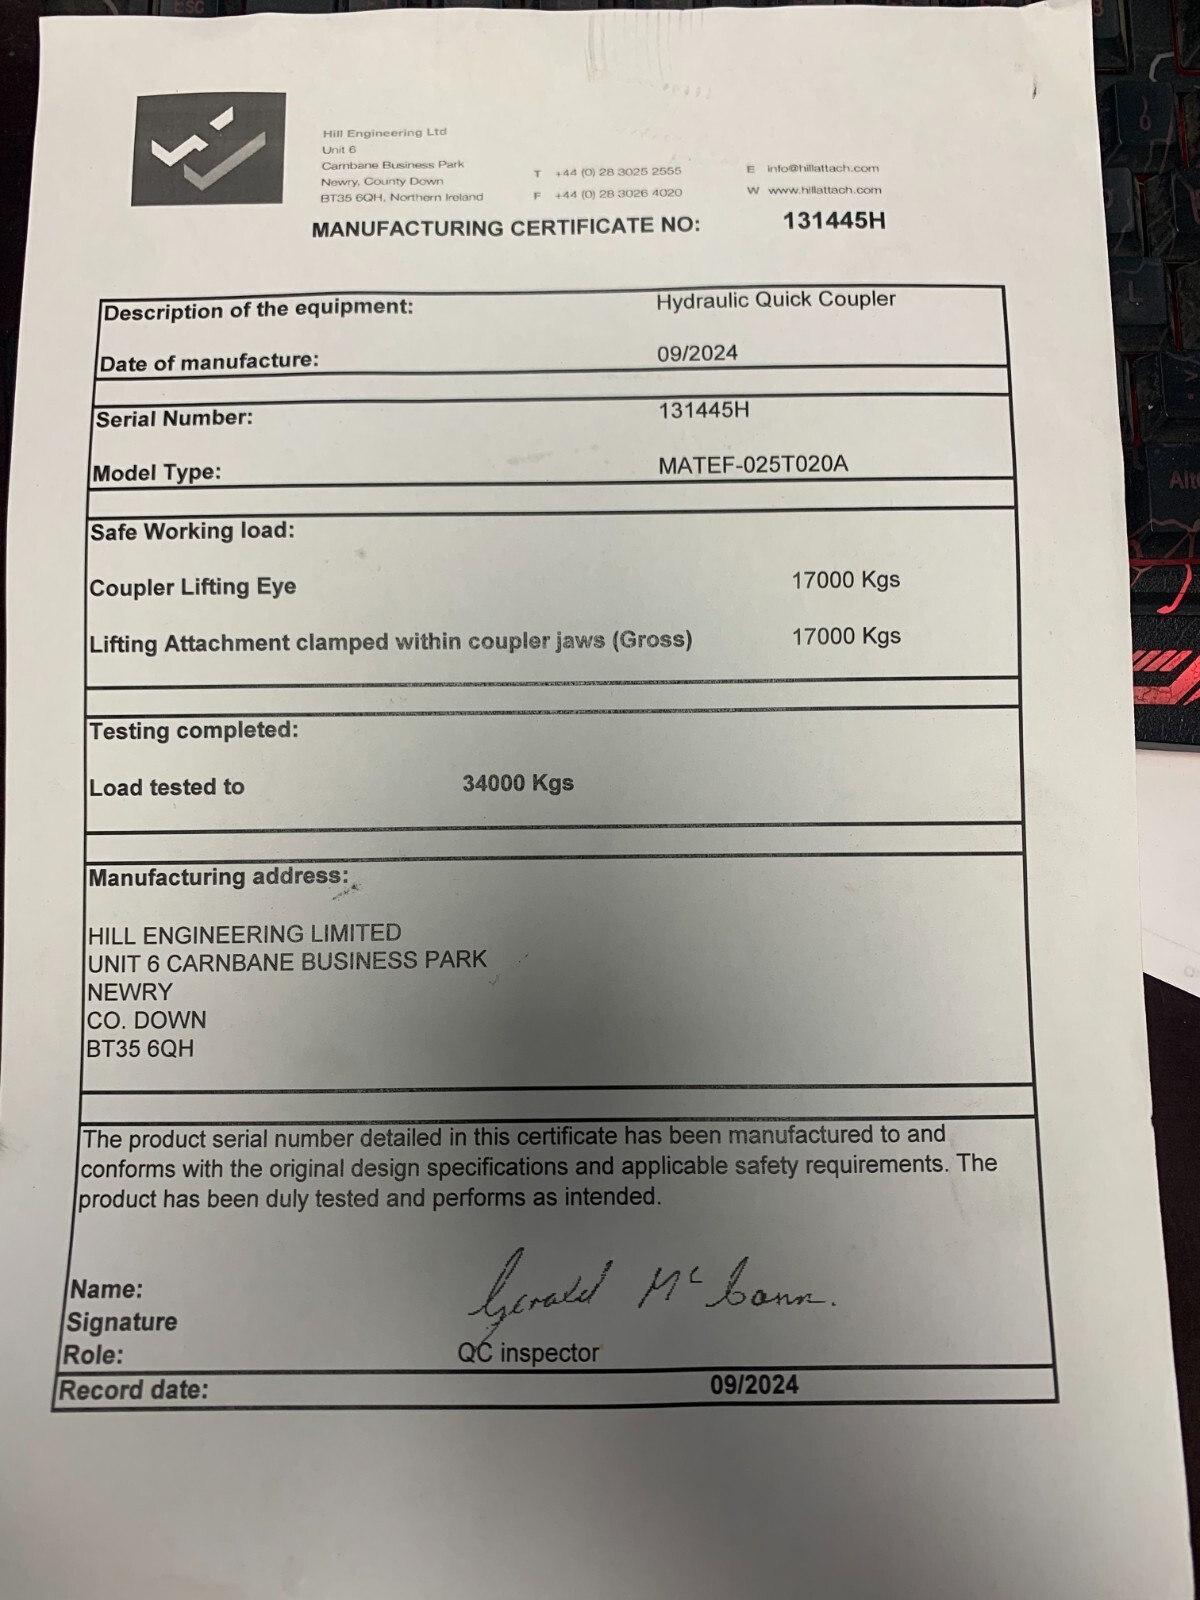 Hill Engineering Ltd
Unit 6
Carnbane Business Park
Newry, County Down
BT35 6QH, Northern Ireland
T +44 (0) 28 3025 2555
F +44 (0) 28 3026 4020
E info@hillattach.com
W www.hillattach.com
MANUFACTURING CERTIFICATE NO: 131445H
Description of the equipment: Hydraulic Quick Coupler
Date of manufacture: 09/2024
Serial Number: 131445H
Model Type: MATEF-025T020A
Safe Working load:
Coupler Lifting Eye 17000 Kgs
Lifting Attachment clamped within coupler jaws (Gross) 17000 Kgs
Testing completed:
Load tested to 34000 Kgs
Manufacturing address:
HILL ENGINEERING LIMITED
UNIT 6 CARNBANE BUSINESS PARK
NEWRY
CO. DOWN
BT35 6QH
The product serial number detailed in this certificate has been manufactured to and
conforms with the original design specifications and applicable safety requirements. The
product has been duly tested and performs as intended.
Name:
Gerald McCann.
Signature
Role: QC inspector
Record date: 09/2024
ESC
Alt
L